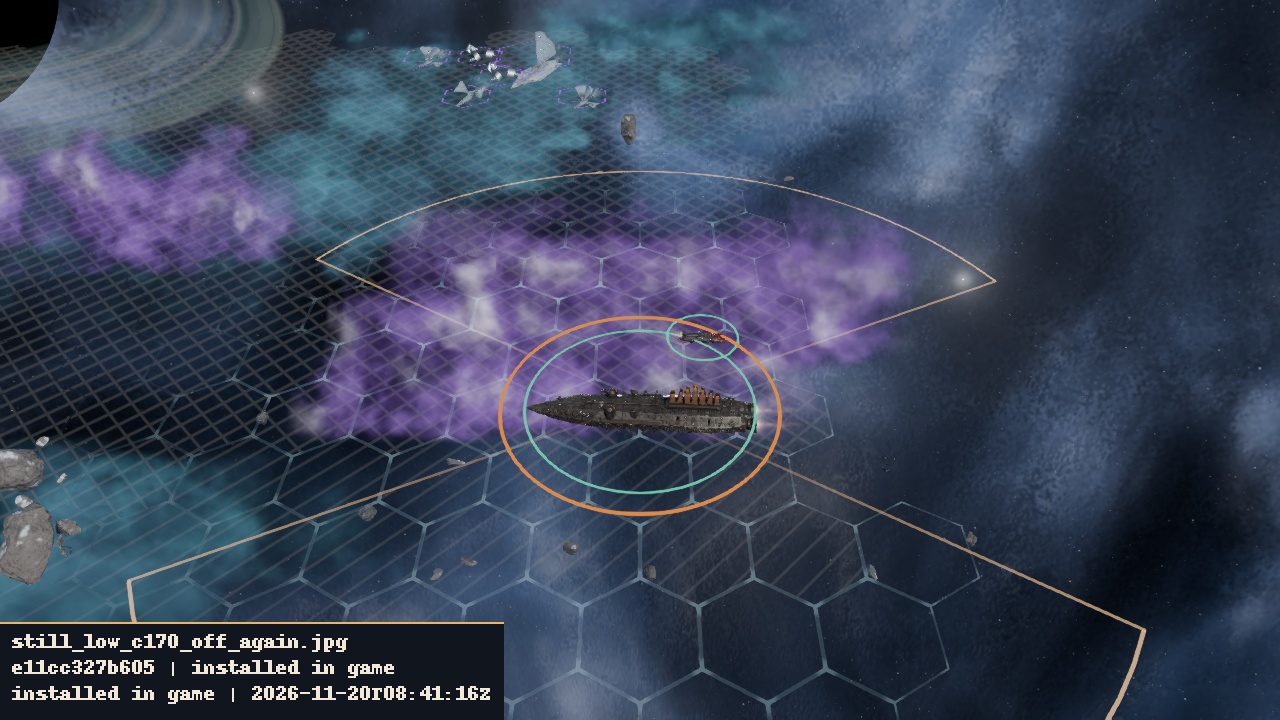 still_low_c170_off_again.jpg
e11cc327b605 | installed in game
installed in game | 2026-11-20T08:41:16Z